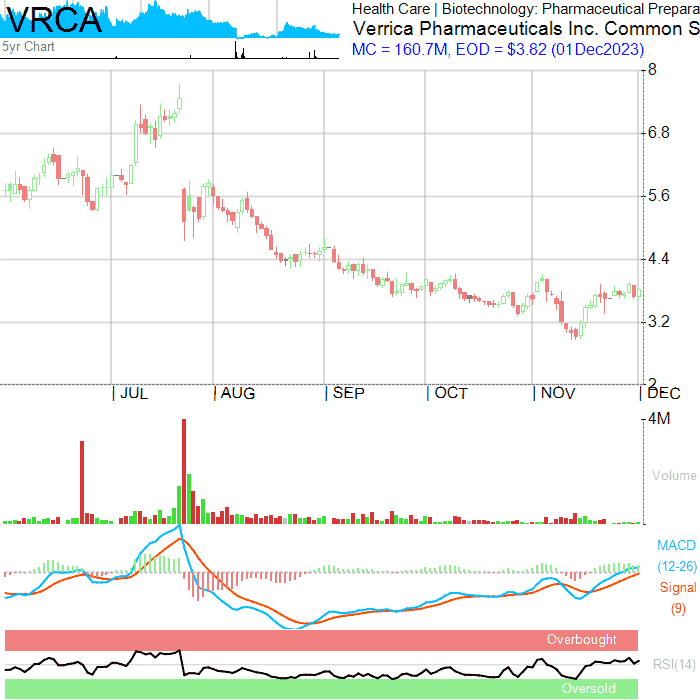 VRCA
5yr Chart
Health Care | Biotechnology: Pharmaceutical Prepara
Verrica Pharmaceuticals Inc. Common S
MC = 160.7M, EOD = $3.82 (01Dec2023)
8
6.8
5.6
4.4
3.2
2
JUL
AUG
SEP
OCT
NOV
DEC
4M
Volume
MACD
(12-26)
Signal
(9)
Overbought
RSI(14)
Oversold